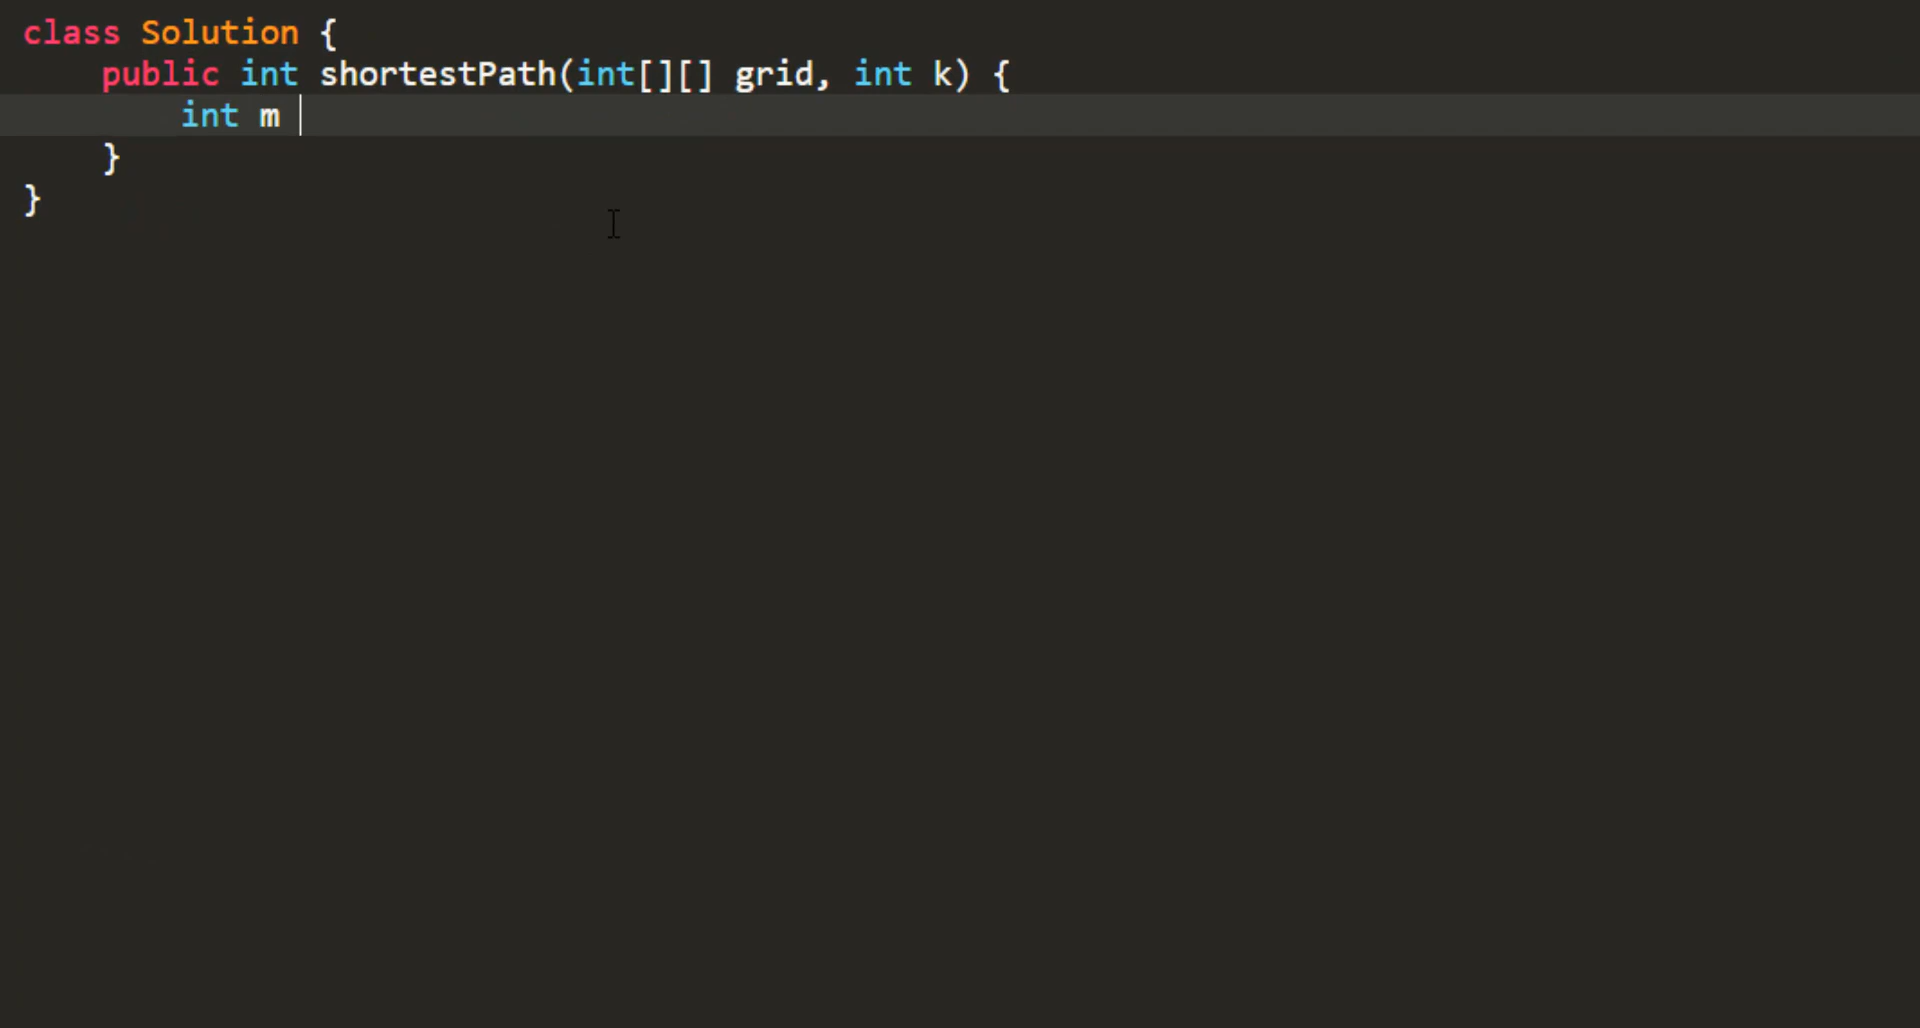 class Solution {
    public int shortestPath(int[][] grid, int k) {
        int m
    }
}